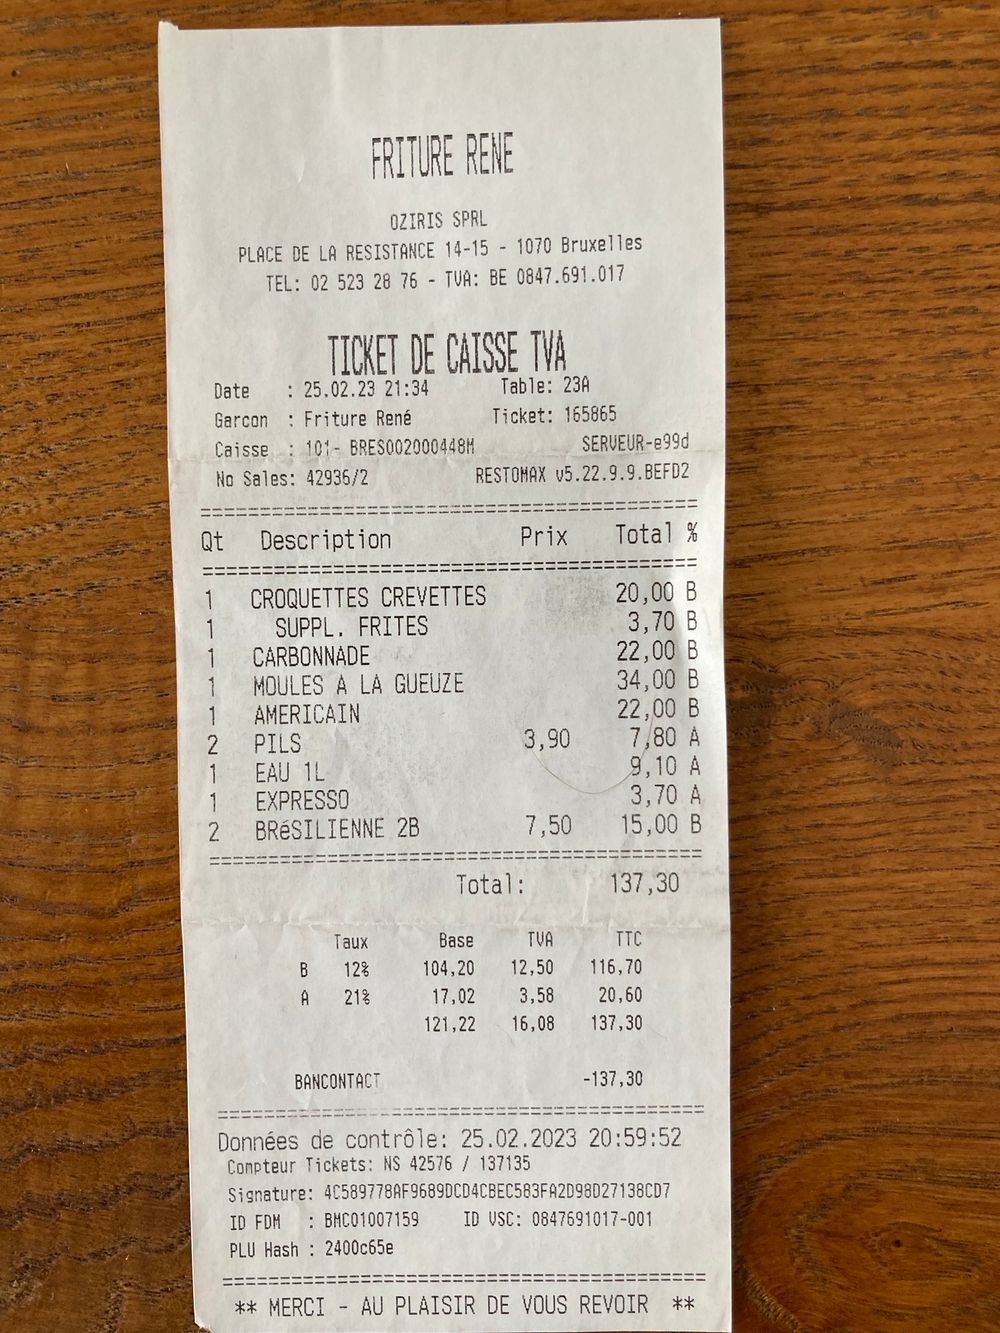 FRITURE RENE
OZIRIS SPRL
PLACE DE LA RESISTANCE 14-15 - 1070 Bruxelles
TEL: 02 523 28 76 - TVA: BE 0847.691.017
TICKET DE CAISSE TVA
Date : 25.02.23 21:34 Table: 23A
Garcon : Friture René Ticket: 165865
Caisse : 101- BRES002000448M SERVEUR-e99d
No Sales: 42936/2 RESTOMAX v5.22.9.9.BEFD2
================================================
Qt Description Prix Total %
================================================
1 CROQUETTES CREVETTES 20,00 B
1 SUPPL. FRITES 3,70 B
1 CARBONNADE 22,00 B
1 MOULES A LA GUEUZE 34,00 B
1 AMERICAIN 22,00 B
2 PILS 3,90 7,80 A
1 EAU 1L 9,10 A
1 EXPRESSO 3,70 A
2 BRéSILIENNE 2B 7,50 15,00 B
================================================
Total: 137,30
Taux Base TVA TTC
B 12% 104,20 12,50 116,70
A 21% 17,02 3,58 20,60
121,22 16,08 137,30
BANCONTACT -137,30
================================================
Données de contrôle: 25.02.2023 20:59:52
Compteur Tickets: NS 42576 / 137135
Signature: 4C589778AF9689DCD4CBEC583FA2D98D27138CD7
ID FDM : BMC01007159 ID VSC: 0847691017-001
PLU Hash : 2400c65e
================================================
** MERCI - AU PLAISIR DE VOUS REVOIR **